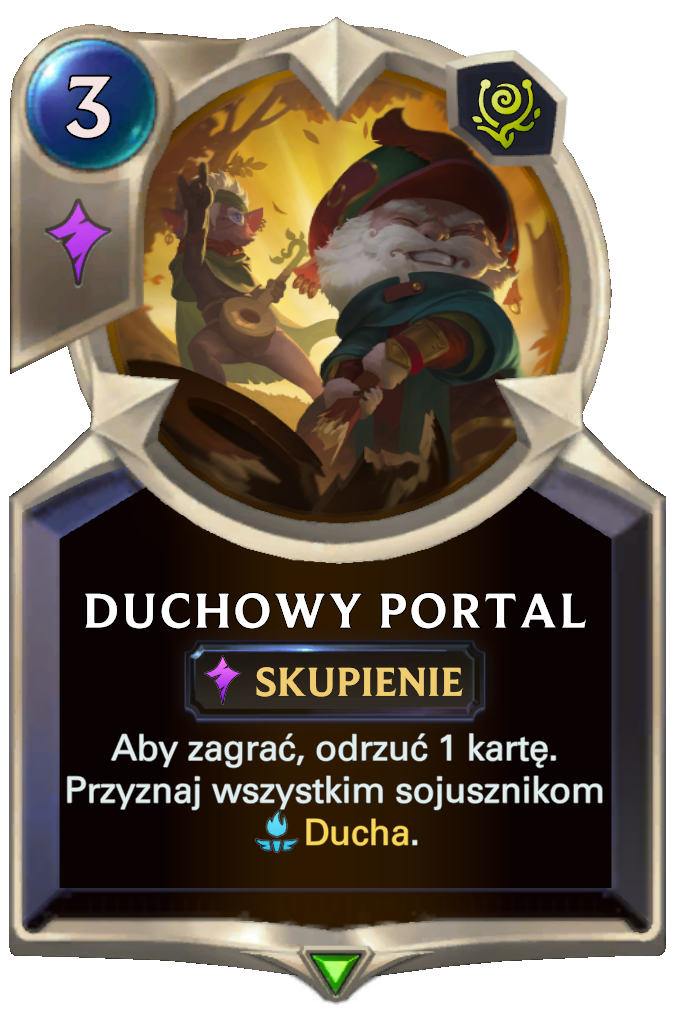 3
DUCHOWY PORTAL
SKUPIENIE
Aby zagrać, odrzuć 1 kartę.
Przyznaj wszystkim sojusznikom
Ducha.